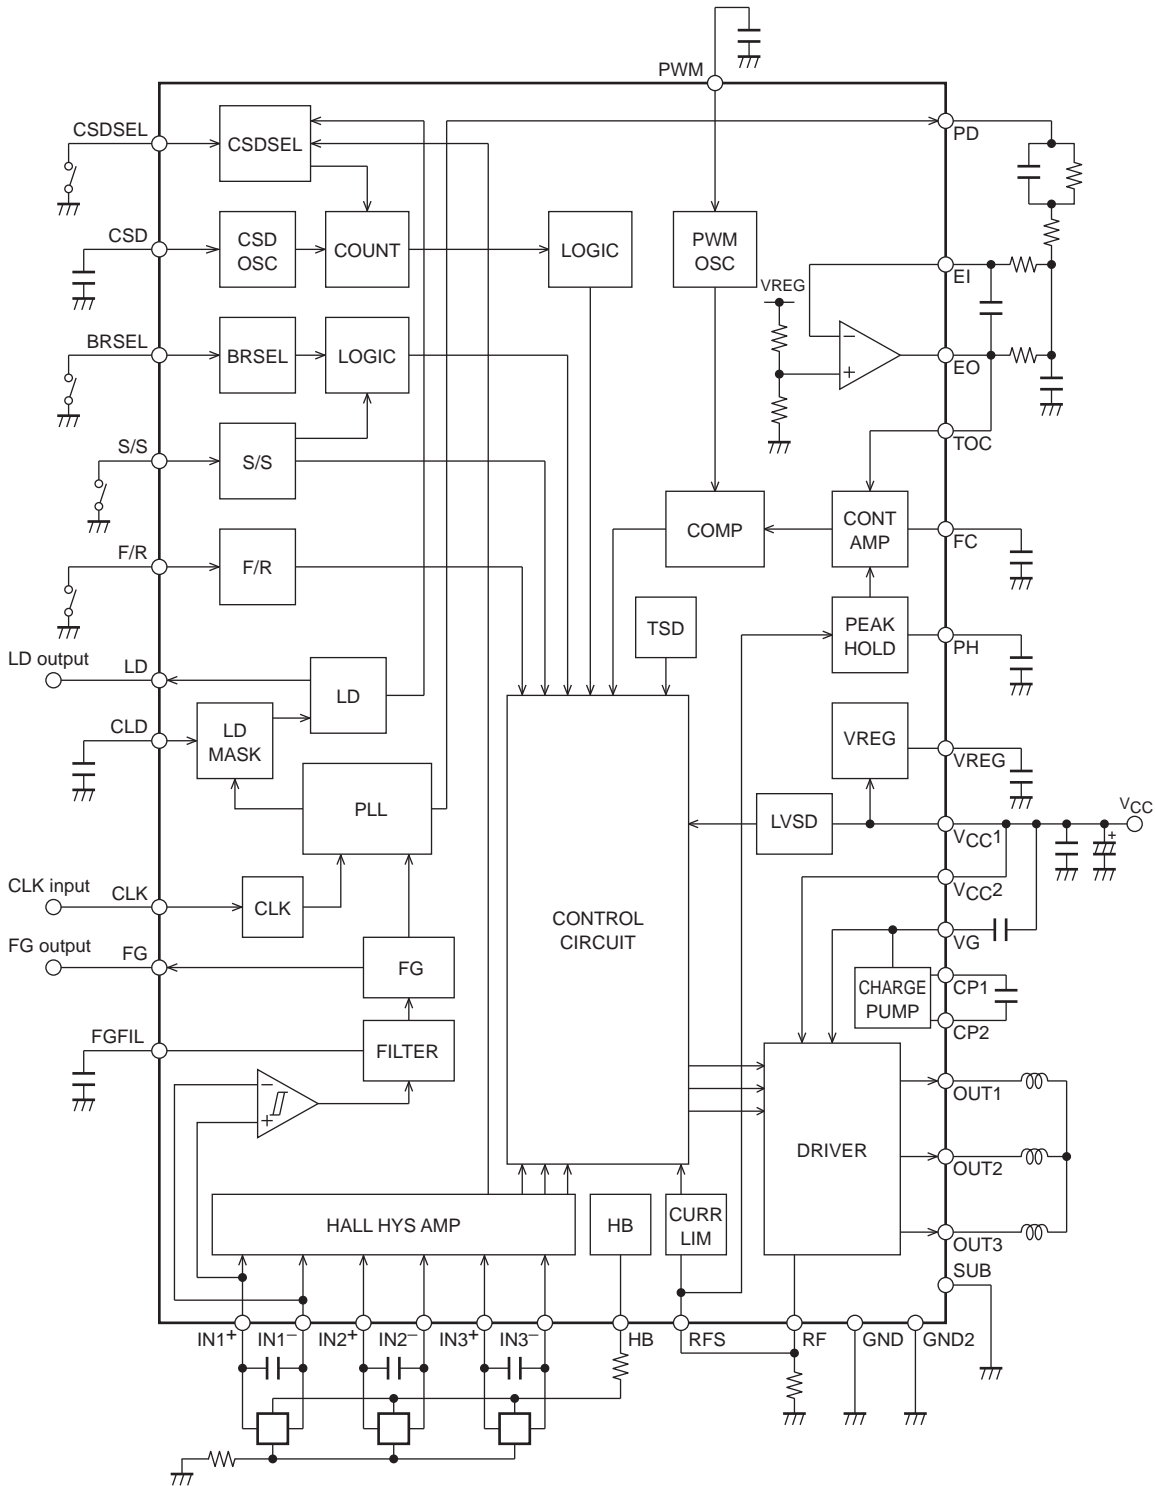 PWM
CSDSEL
CSDSEL
PD
CSD
CSD
OSC
COUNT
LOGIC
PWM
OSC
EI
VREG
BRSEL
BRSEL
LOGIC
−
+
EO
S/S
S/S
TOC
COMP
CONT
AMP
FC
F/R
F/R
TSD
PEAK
HOLD
PH
LD output
LD
LD
CLD
LD
MASK
VREG
VREG
PLL
LVSD
VCC1
VCC
+
VCC2
CLK input
CLK
CLK
CONTROL
CIRCUIT
VG
FG output
FG
FG
CHARGE
PUMP
CP1
CP2
FGFIL
FILTER
−
+
OUT1
DRIVER
OUT2
HALL HYS AMP
HB
CURR
LIM
OUT3
SUB
IN1+
IN1−
IN2+
IN2−
IN3+
IN3−
HB
RFS
RF
GND
GND2